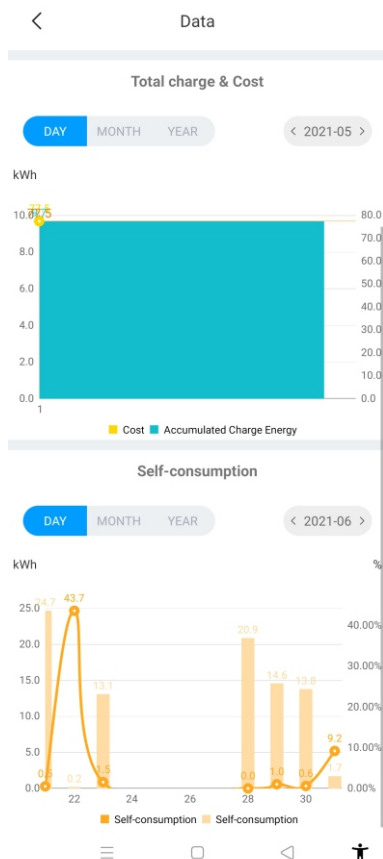 Data
Total charge & Cost
DAY MONTH YEAR < 2021-05 >
kWh
77.5
10.0 80.0
70.0
8.0
60.0
6.0 50.0
40.0
4.0
30.0
2.0 20.0
10.0
0.0 0.0
1
Cost Accumulated Charge Energy
Self-consumption
DAY MONTH YEAR < 2021-06 >
kWh %
24.7 43.7
25.0
40.00%
20.9
20.0
30.00%
14.6
15.0 13.1 13.8
20.00%
10.0
9.2
10.00%
5.0
0.2 1.5 0.0 1.0 0.6 1.7
0.0 0.00%
22 24 26 28 30
Self-consumption Self-consumption